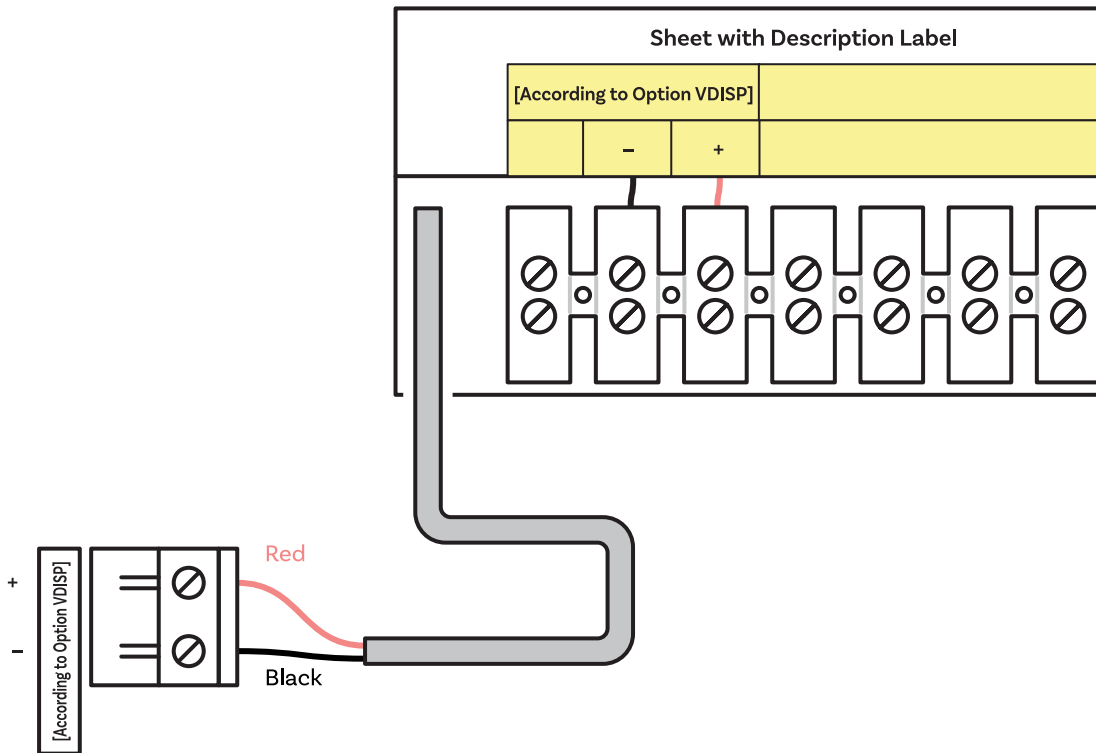 Sheet with Description Label
[According to Option VDISP]
– +
Red
+
[According to Option VDISP]
–
Black